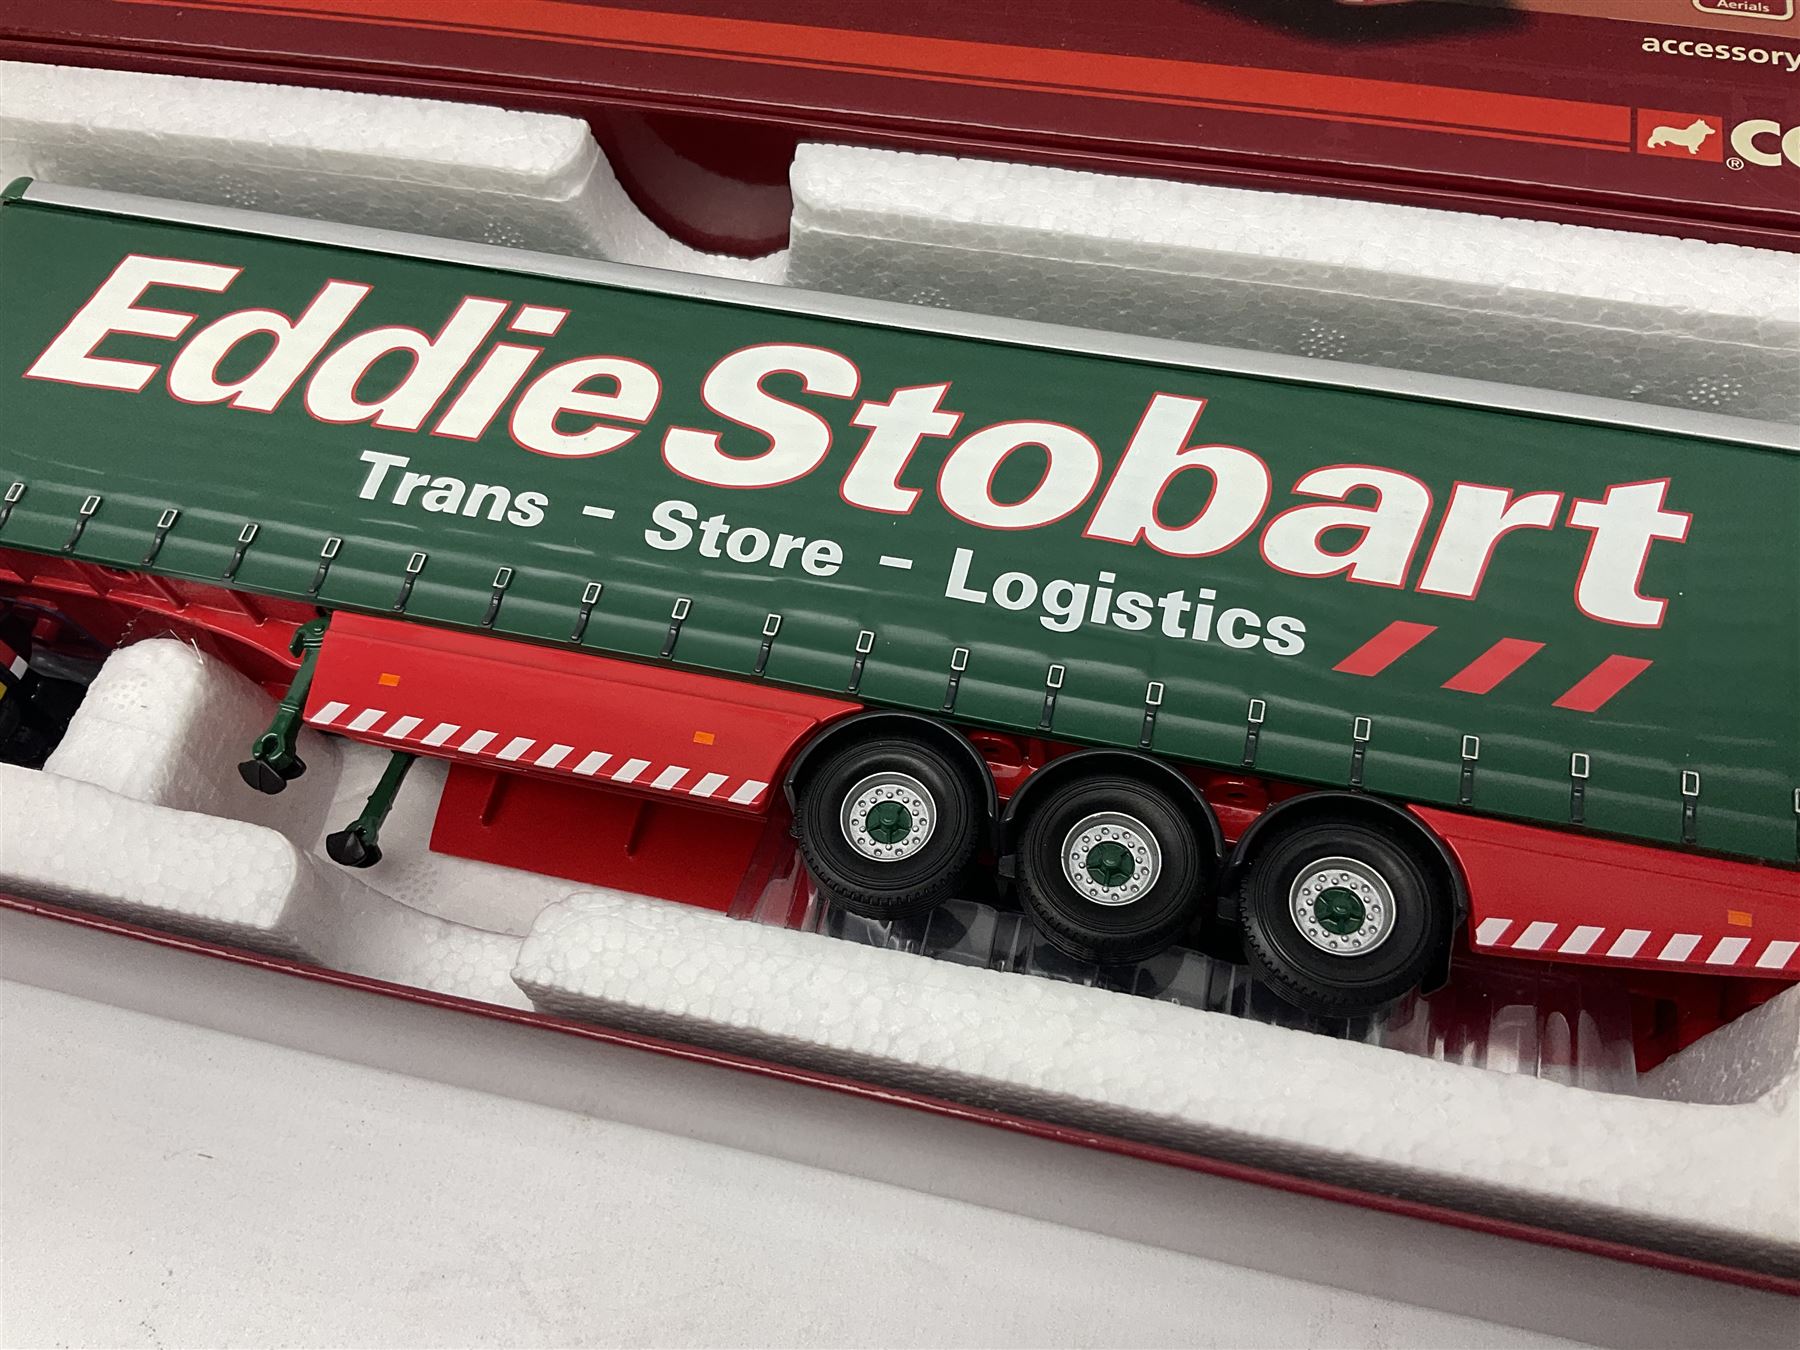 Aerials
accessory
®
Eddie Stobart
Trans - Store - Logistics